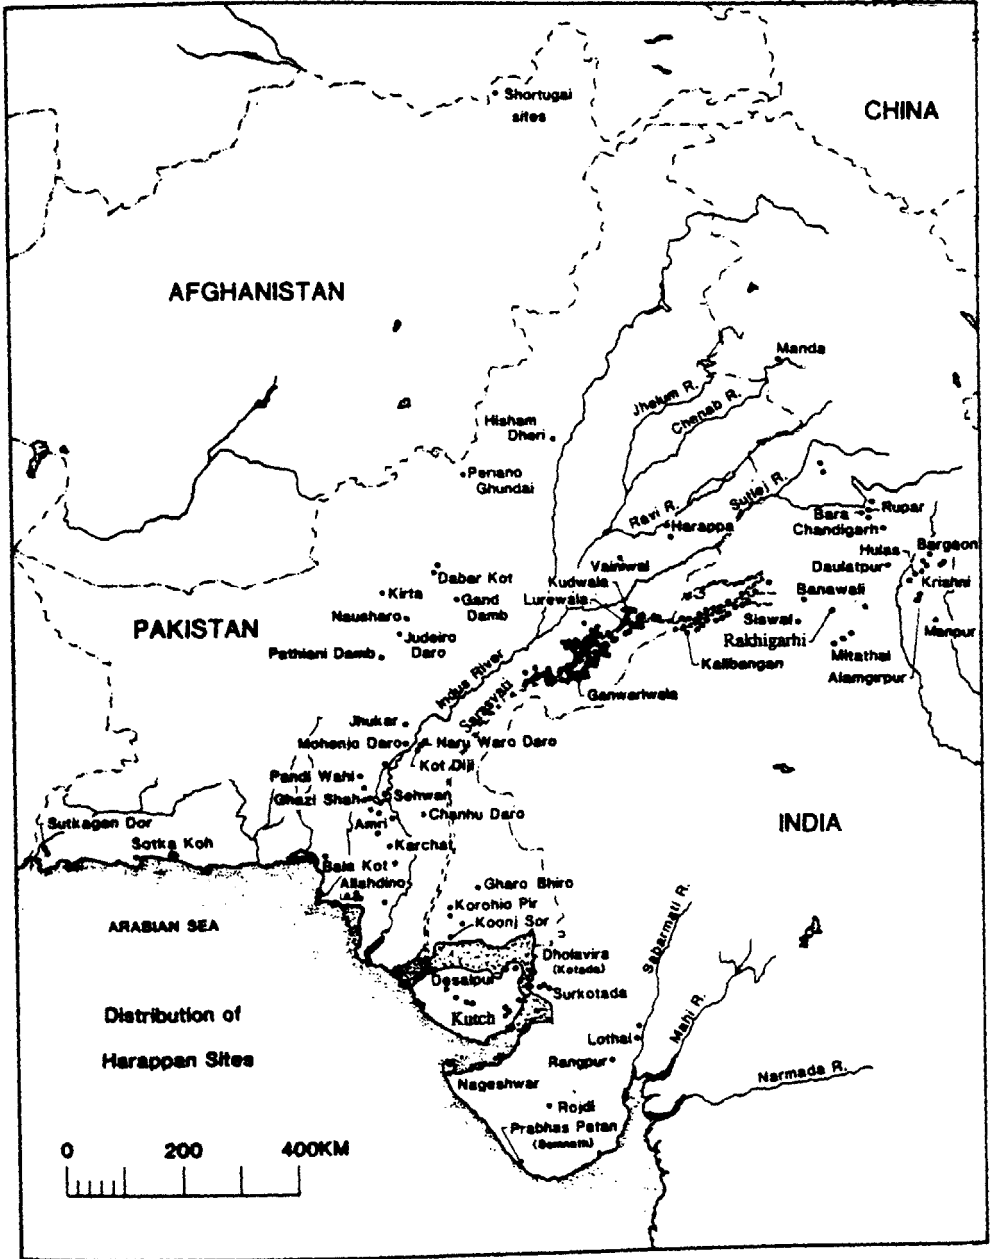 Shortugai
sites
CHINA
AFGHANISTAN
Manda
Jhelum R.
Chenab R.
Hisham
Dheri
Periano
Ghundai
Ravi R.
Sutlej R.
Harappa
Bara
Rupar
Chandigarh
Hulas
Bargaon
Vainiwal
Daulatpur
Kudwala
Krishni
Dabar Kot
Lurewala
Banawali
Kirta
Gand
Damb
Nausharo
Siswal
PAKISTAN
Judeiro
Daro
Rakhigarhi
Manpur
Pathiani Damb
Mitathal
Kalibangan
Alamgirpur
Indus River
Sarasvati
Ganweriwala
Jhukar
Mohenjo Daro
Naru Waro Daro
Kot Diji
Pandi Wahi
Ghazi Shah
Sehwan
Chanhu Daro
Sutkagen Dor
Amri
INDIA
Sotka Koh
Karchat
Bala Kot
Allahdino
Gharo Bhiro
Korohio Pir
ARABIAN SEA
Koonj Sor
Sabarmati R.
Dholavira
(Kotada)
Desalpur
Surkotada
Distribution of
Harappan Sites
Kutch
Mahi R.
Lothal
Rangpur
Nageshwar
Narmada R.
Rojdi
Prabhas Patan
(Somnath)
0 200 400KM